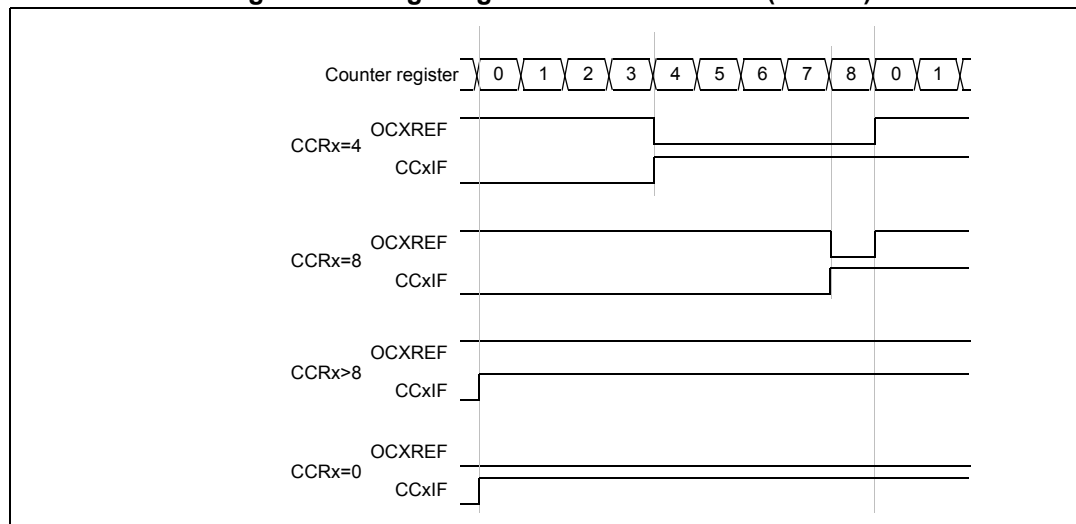 Counter register 0 1 2 3 4 5 6 7 8 0 1
OCXREF
CCRx=4
CCxIF
OCXREF
CCRx=8
CCxIF
OCXREF
CCRx>8
CCxIF
OCXREF
CCRx=0
CCxIF